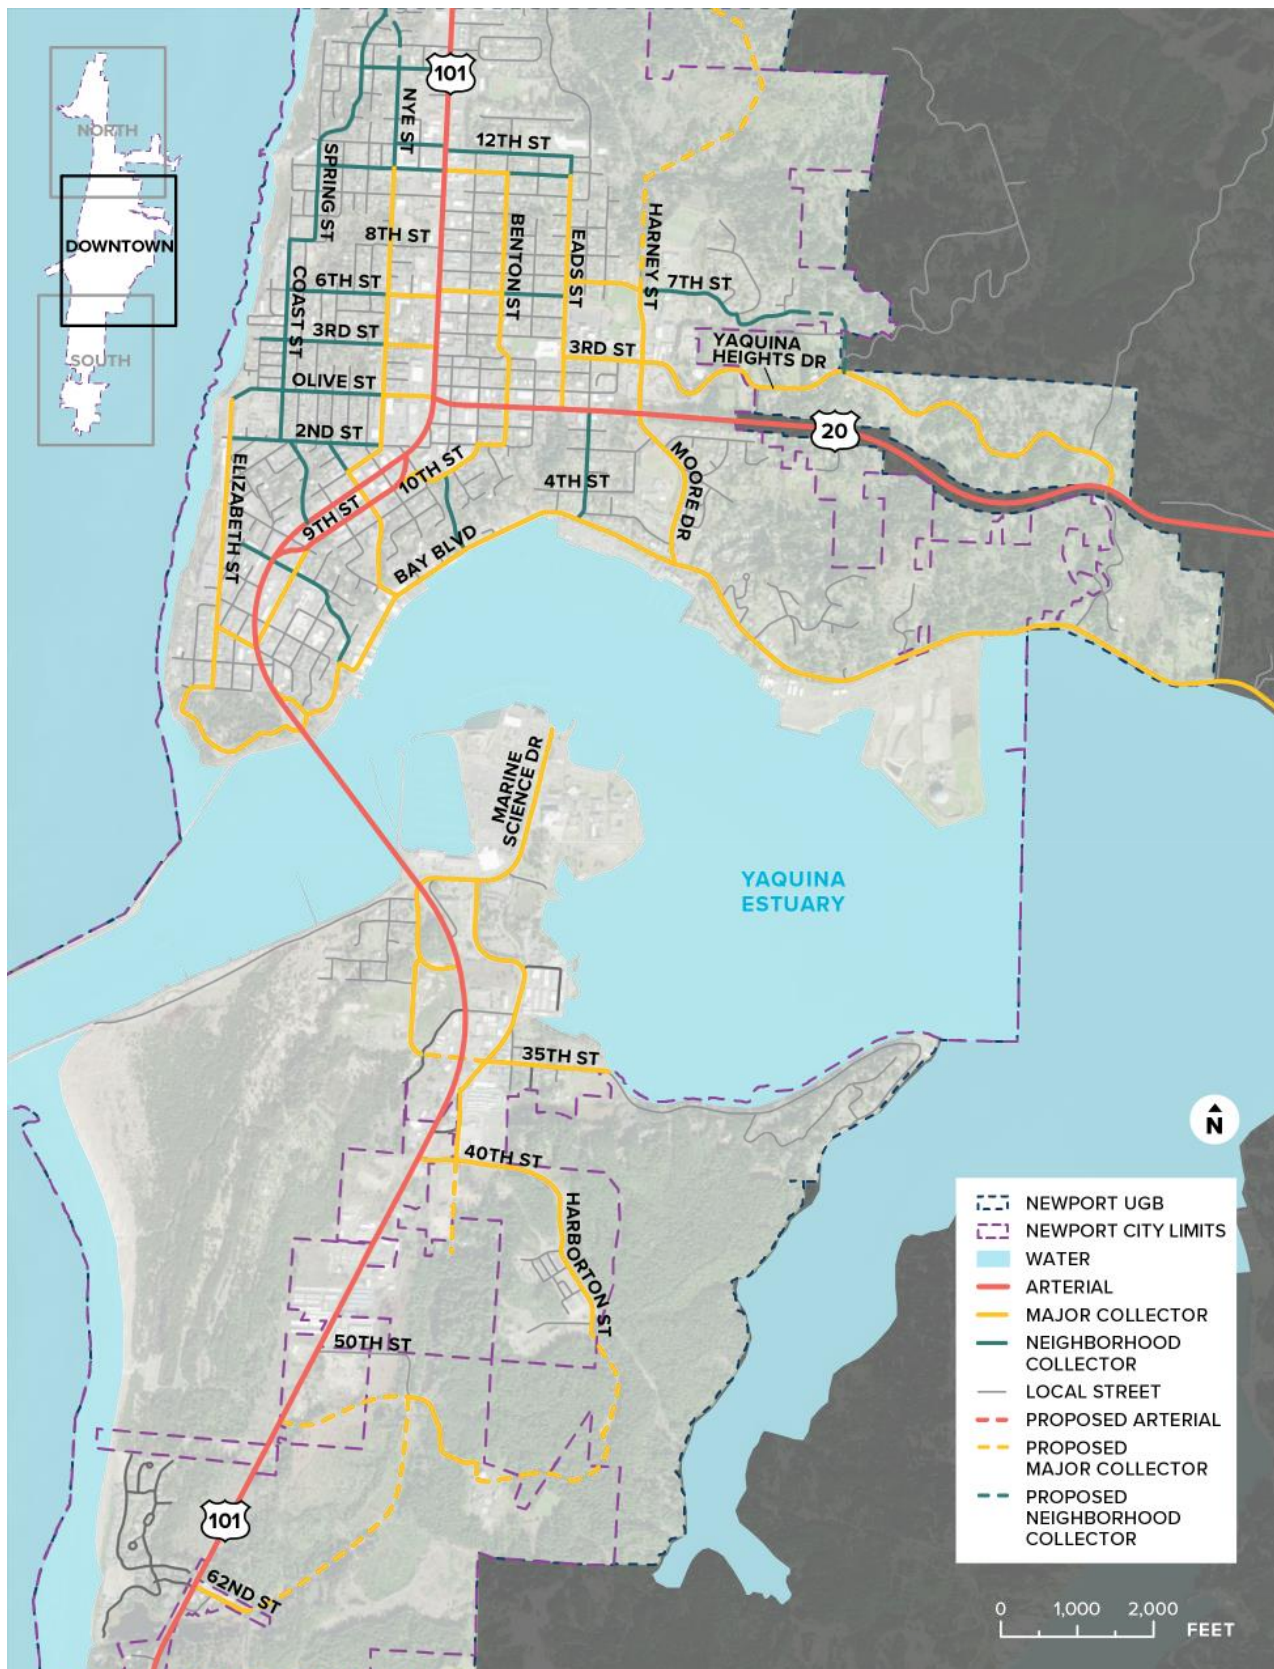 NORTH
DOWNTOWN
SOUTH
101
NYE ST
12TH ST
SPRING ST
8TH ST
BENTON ST
EADS ST
HARNEY ST
7TH ST
6TH ST
COAST ST
3RD ST
3RD ST
YAQUINA
HEIGHTS DR
OLIVE ST
20
2ND ST
ELIZABETH ST
10TH ST
4TH ST
MOORE DR
9TH ST
BAY BLVD
MARINE
SCIENCE DR
YAQUINA
ESTUARY
35TH ST
N
40TH ST
HARBORTON ST
50TH ST
101
62ND ST
NEWPORT UGB
NEWPORT CITY LIMITS
WATER
ARTERIAL
MAJOR COLLECTOR
NEIGHBORHOOD
COLLECTOR
LOCAL STREET
PROPOSED ARTERIAL
PROPOSED
MAJOR COLLECTOR
PROPOSED
NEIGHBORHOOD
COLLECTOR
0 1,000 2,000
FEET